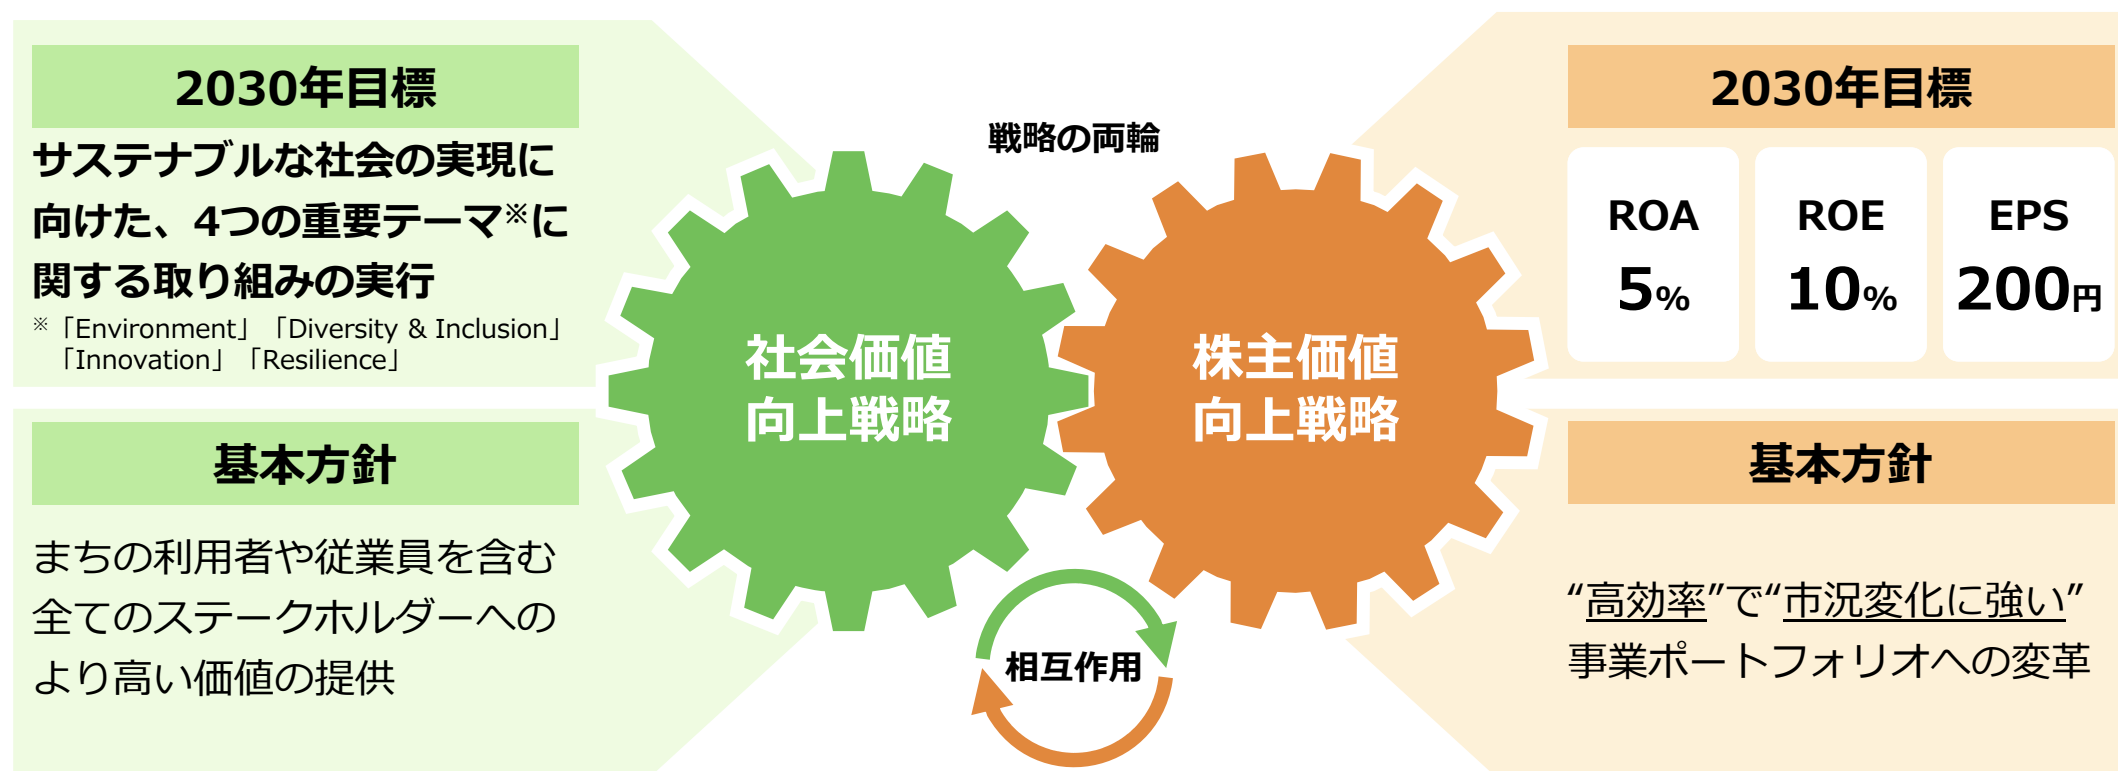 2030年目標
サステナブルな社会の実現に
向けた、4つの重要テーマ※に
関する取り組みの実行
※「Environment」「Diversity & Inclusion」
「Innovation」「Resilience」
基本方針
まちの利用者や従業員を含む
全てのステークホルダーへの
より高い価値の提供
戦略の両輪
社会価値
向上戦略
株主価値
向上戦略
相互作用
2030年目標
ROA
5%
ROE
10%
EPS
200円
基本方針
“高効率”で“市況変化に強い”
事業ポートフォリオへの変革